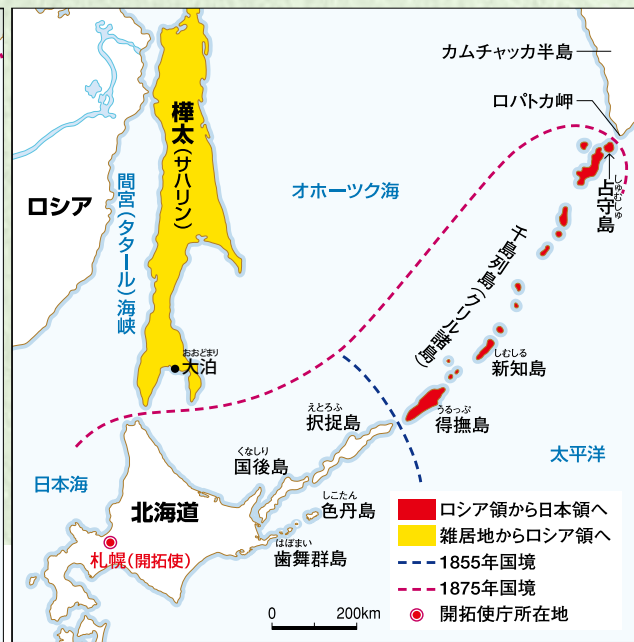 カムチャッカ半島
ロパトカ岬
樺太(サハリン)
ロシア
間宮(タタール)海峡
オホーツク海
しゅむしゅ
占守島
千島列島(クリル諸島)
おおどまり
大泊
しむしる
新知島
えとろふ
択捉島
うるっぷ
得撫島
太平洋
くなしり
国後島
日本海
北海道
しこたん
色丹島
札幌(開拓使)
はぼまい
歯舞群島
0 200km
ロシア領から日本領へ
雑居地からロシア領へ
1855年国境
1875年国境
開拓使庁所在地